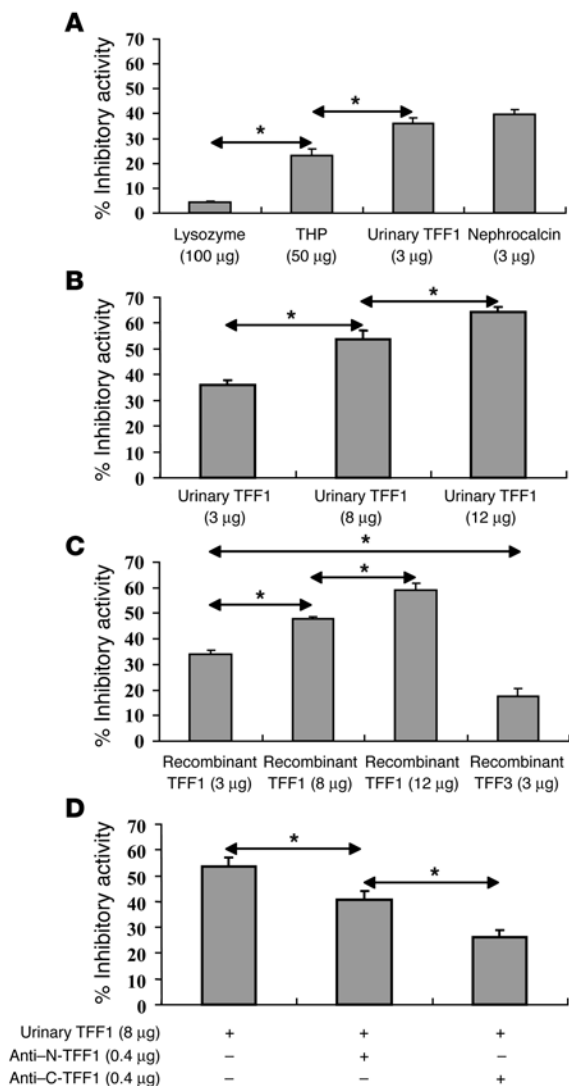 A
% Inhibitory activity
70
60
50
40
30
20
10
0
*
*
Lysozyme THP Urinary TFF1 Nephrocalcin
(100 µg) (50 µg) (3 µg) (3 µg)
B
% Inhibitory activity
70
60
50
40
30
20
10
0
*
*
Urinary TFF1 Urinary TFF1 Urinary TFF1
(3 µg) (8 µg) (12 µg)
C
% Inhibitory activity
70
60
50
40
30
20
10
0
*
*
*
Recombinant Recombinant Recombinant Recombinant
TFF1 (3 µg) TFF1 (8 µg) TFF1 (12 µg) TFF3 (3 µg)
D
% Inhibitory activity
70
60
50
40
30
20
10
0
*
*
Urinary TFF1 (8 µg) + + +
Anti–N-TFF1 (0.4 µg) – + –
Anti–C-TFF1 (0.4 µg) – – +